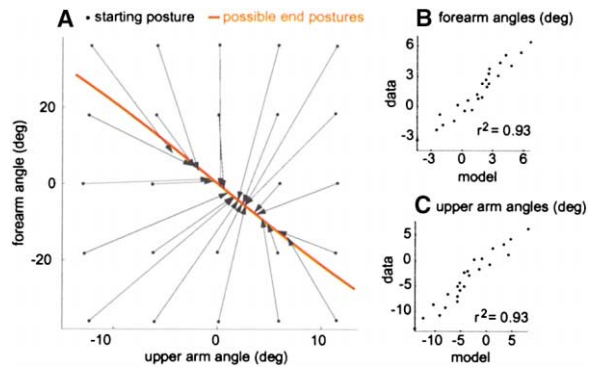 A • starting posture — possible end postures
forearm angle (deg)
20
0
-20
-10
0
10
upper arm angle (deg)
B forearm angles (deg)
data
6
3
0
-3
r² = 0.93
-3
0
3
6
model
C upper arm angles (deg)
data
5
0
-5
-10
r² = 0.93
-10
-5
0
5
model